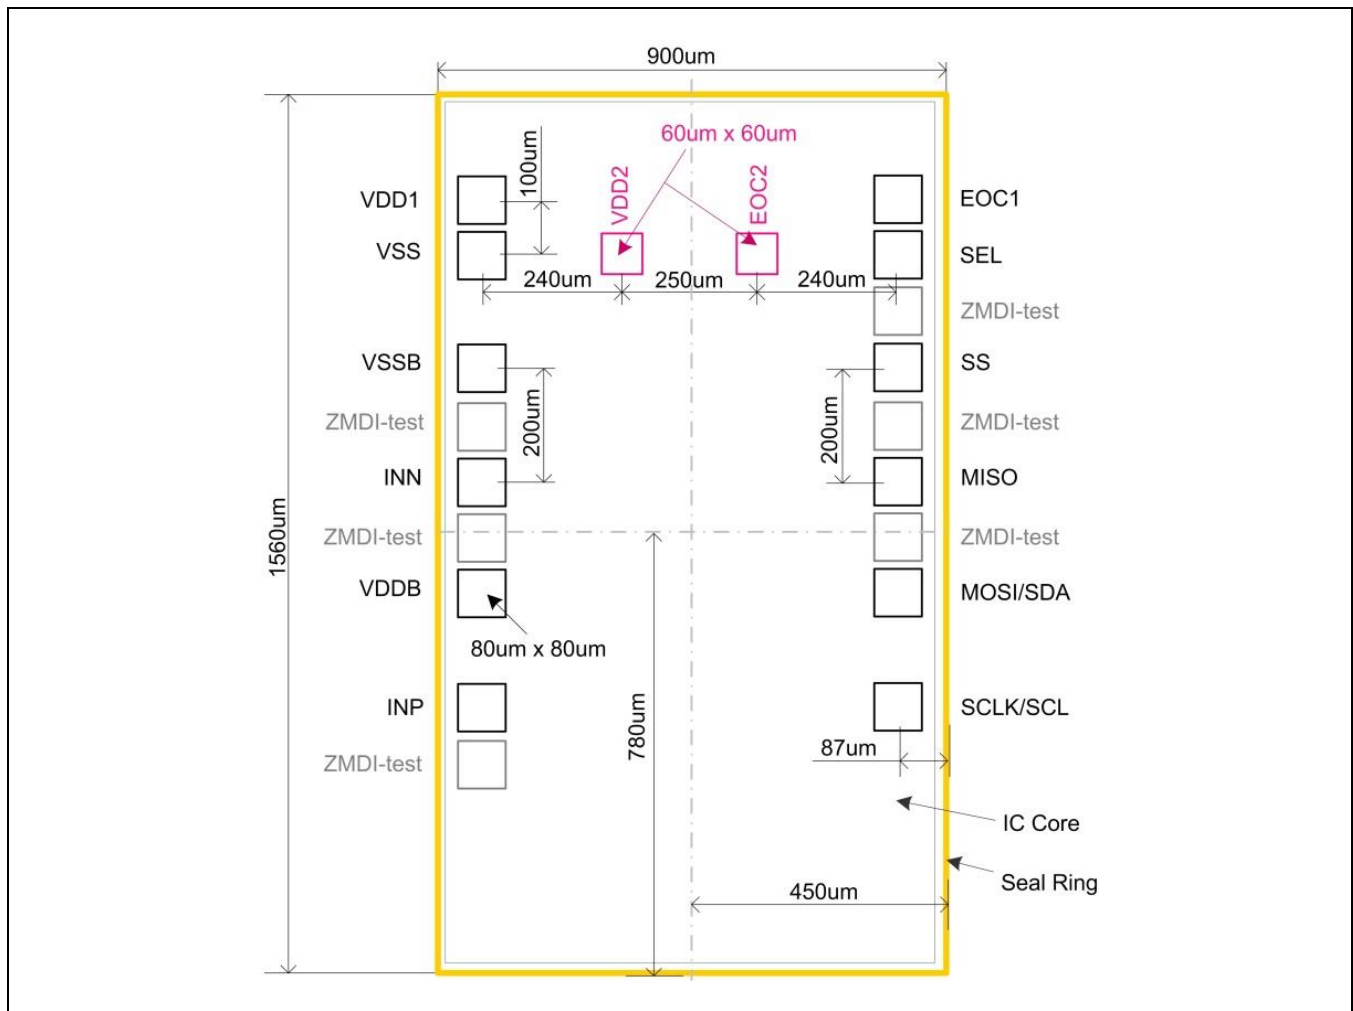 900um
60um x 60um
100um
VDD2
EOC2
VDD1
EOC1
VSS
SEL
240um
250um
240um
ZMDI-test
VSSB
SS
200um
200um
ZMDI-test
ZMDI-test
INN
MISO
1560um
ZMDI-test
ZMDI-test
VDDB
MOSI/SDA
80um x 80um
INP
SCLK/SCL
780um
87um
ZMDI-test
IC Core
Seal Ring
450um